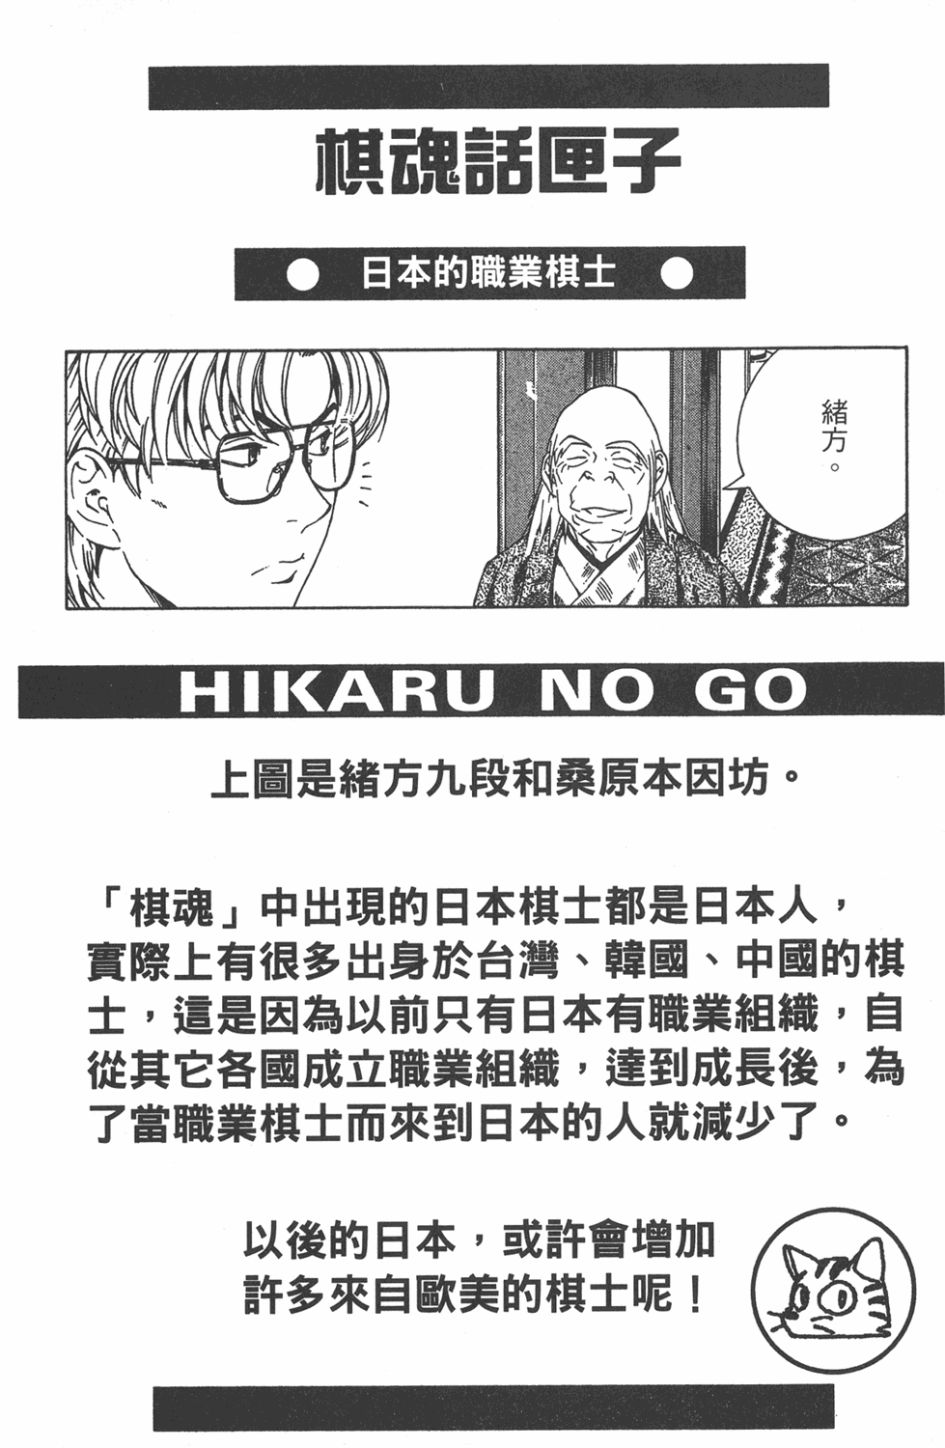 棋魂話匣子
● 日本的職業棋士 ●
緒方。
HIKARU NO GO
上圖是緒方九段和桑原本因坊。
「棋魂」中出現的日本棋士都是日本人，
實際上有很多出身於台灣、韓國、中國的棋
士，這是因為以前只有日本有職業組織，自
從其它各國成立職業組織，達到成長後，為
了當職業棋士而來到日本的人就減少了。
以後的日本，或許會增加
許多來自歐美的棋士呢！